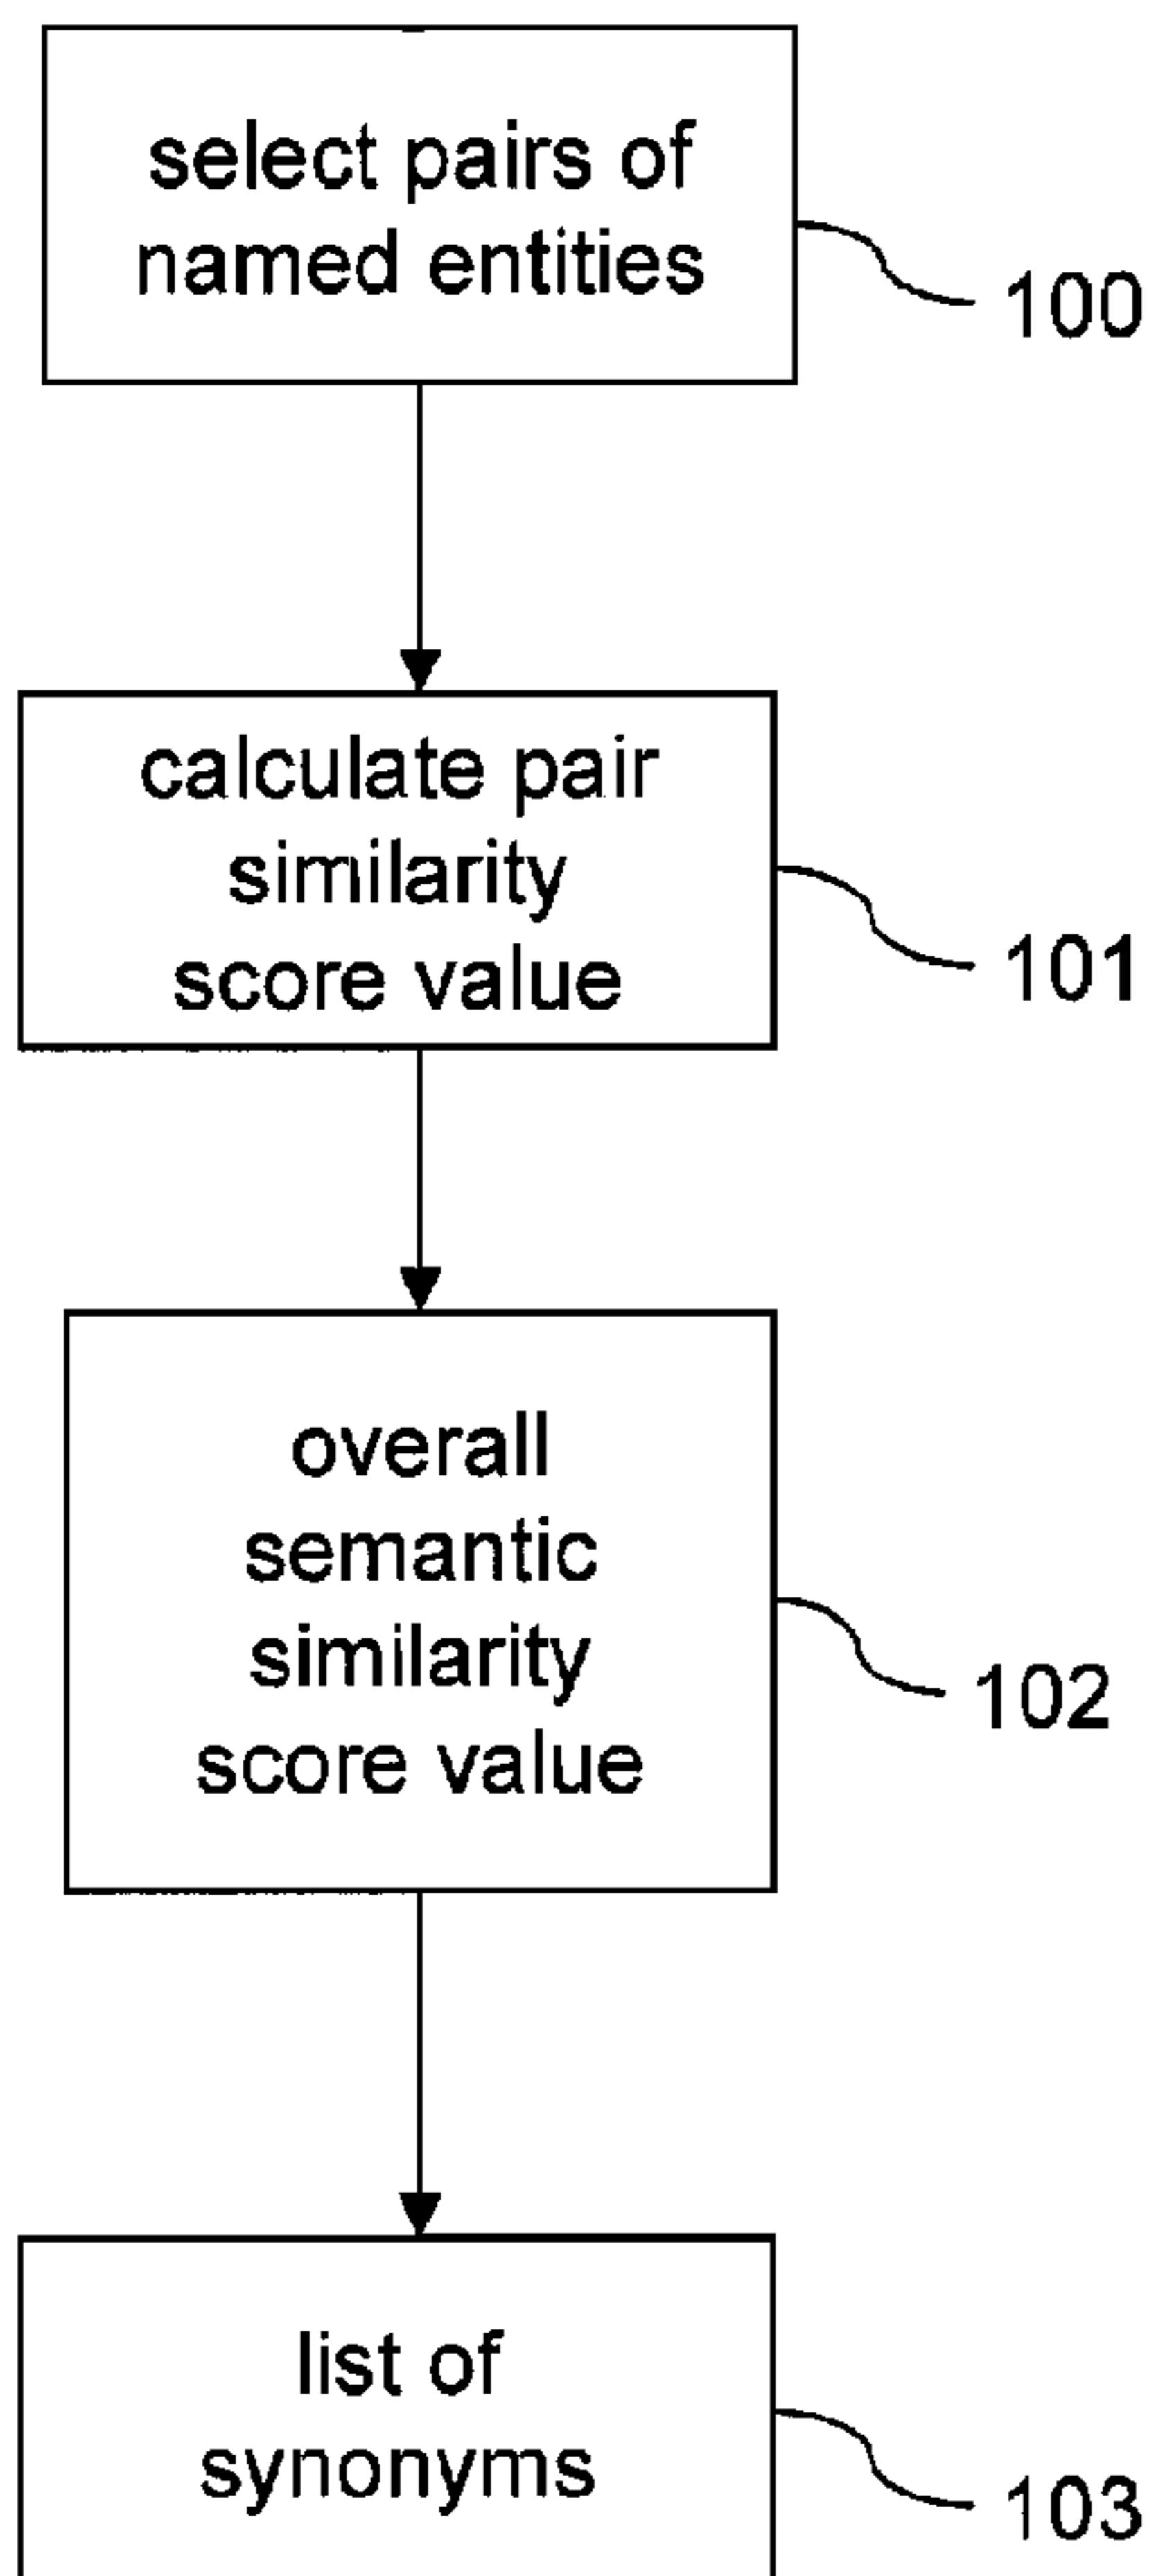 select pairs of
named entities
100
calculate pair
similarity
score value
101
overall
semantic
similarity
score value
102
list of
synonyms
103